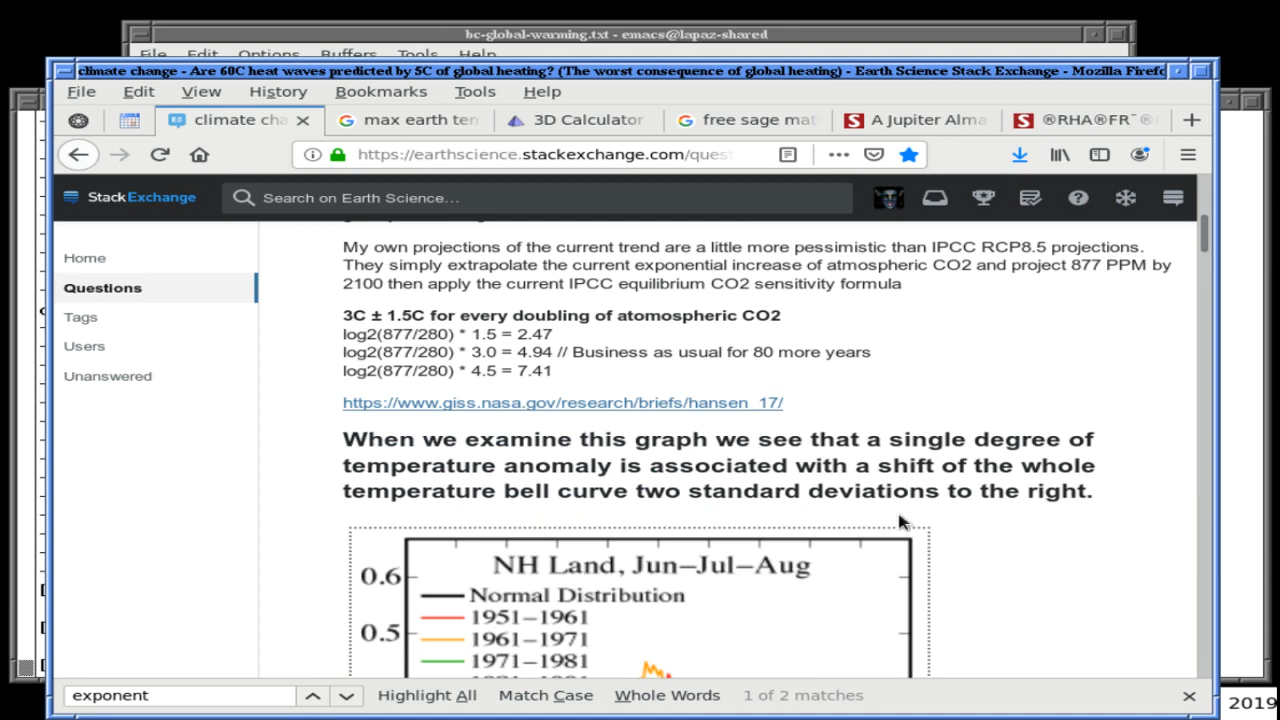 bc-global-warming.txt - emacs@lapaz-shared
File Edit Options Buffers Tools Help
climate change - Are 60C heat waves predicted by 5C of global heating? (The worst consequence of global heating) - Earth Science Stack Exchange - Mozilla Firefo
File Edit View History Bookmarks Tools Help
climate cha max earth ten 3D Calculator free sage mat A Jupiter Alma ®RHA®FR¯®
https://earthscience.stackexchange.com/quest
StackExchange Search on Earth Science...
Home
Questions
Tags
Users
Unanswered
My own projections of the current trend are a little more pessimistic than IPCC RCP8.5 projections.
They simply extrapolate the current exponential increase of atmospheric CO2 and project 877 PPM by
2100 then apply the current IPCC equilibrium CO2 sensitivity formula
3C ± 1.5C for every doubling of atomospheric CO2
log2(877/280) * 1.5 = 2.47
log2(877/280) * 3.0 = 4.94 // Business as usual for 80 more years
log2(877/280) * 4.5 = 7.41
https://www.giss.nasa.gov/research/briefs/hansen_17/
When we examine this graph we see that a single degree of
temperature anomaly is associated with a shift of the whole
temperature bell curve two standard deviations to the right.
NH Land, Jun-Jul-Aug
0.6
Normal Distribution
1951-1961
1961-1971
0.5
1971-1981
exponent Highlight All Match Case Whole Words 1 of 2 matches
2019